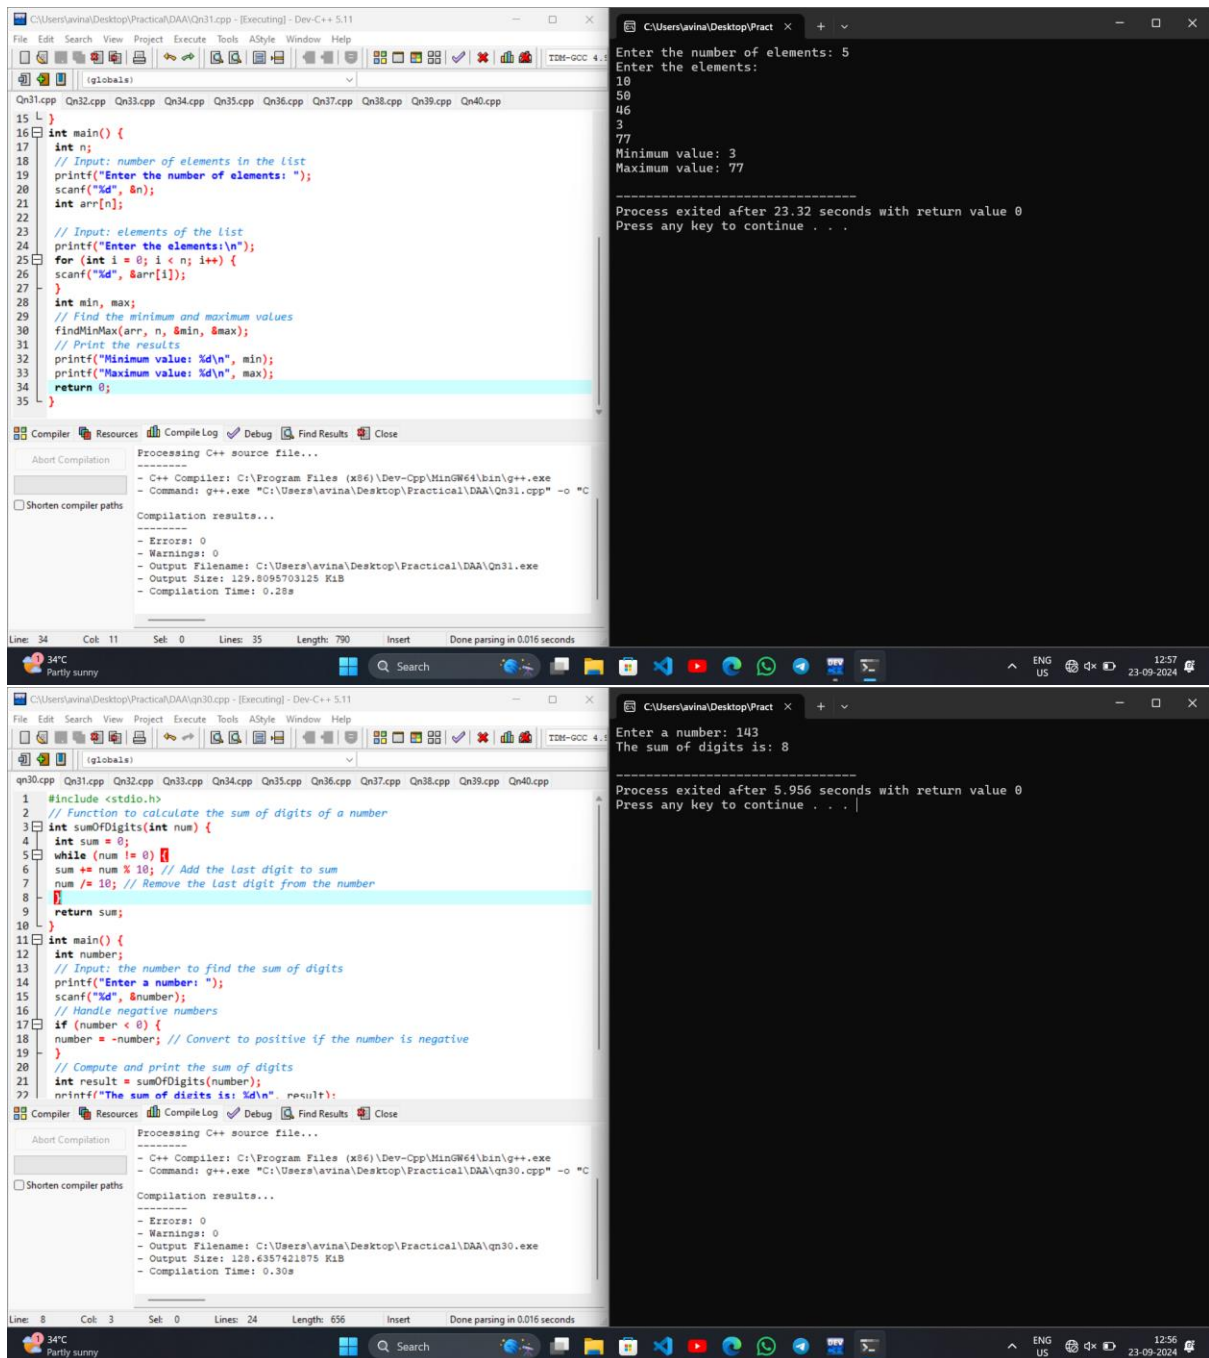 C:\Users\avina\Desktop\Practical\DAA\Qn31.cpp - [Executing] - Dev-C++ 5.11
File Edit Search View Project Execute Tools AStyle Window Help
TDM-GCC 4.9
(globals)
Qn31.cpp Qn32.cpp Qn33.cpp Qn34.cpp Qn35.cpp Qn36.cpp Qn37.cpp Qn38.cpp Qn39.cpp Qn40.cpp
15 }
16 int main() {
17 int n;
18 // Input: number of elements in the list
19 printf("Enter the number of elements: ");
20 scanf("%d", &n);
21 int arr[n];
22
23 // Input: elements of the list
24 printf("Enter the elements:\n");
25 for (int i = 0; i < n; i++) {
26 scanf("%d", &arr[i]);
27 }
28 int min, max;
29 // Find the minimum and maximum values
30 findMinMax(arr, n, &min, &max);
31 // Print the results
32 printf("Minimum value: %d\n", min);
33 printf("Maximum value: %d\n", max);
34 return 0;
35 }
Compiler Resources Compile Log Debug Find Results Close
Abort Compilation
Shorten compiler paths
Processing C++ source file...
--------
- C++ Compiler: C:\Program Files (x86)\Dev-Cpp\MinGW64\bin\g++.exe
- Command: g++.exe "C:\Users\avina\Desktop\Practical\DAA\Qn31.cpp" -o "C
Compilation results...
--------
- Errors: 0
- Warnings: 0
- Output Filename: C:\Users\avina\Desktop\Practical\DAA\Qn31.exe
- Output Size: 129.8095703125 KiB
- Compilation Time: 0.28s
Line: 34 Col: 11 Sel: 0 Lines: 35 Length: 790 Insert Done parsing in 0.016 seconds
C:\Users\avina\Desktop\Pract
Enter the number of elements: 5
Enter the elements:
10
50
46
3
77
Minimum value: 3
Maximum value: 77
--------------------------------
Process exited after 23.32 seconds with return value 0
Press any key to continue . . .
1
34°C
Partly sunny
Search
DEV
ENG
US
12:57
23-09-2024
C:\Users\avina\Desktop\Practical\DAA\qn30.cpp - [Executing] - Dev-C++ 5.11
File Edit Search View Project Execute Tools AStyle Window Help
TDM-GCC 4.9
(globals)
qn30.cpp Qn31.cpp Qn32.cpp Qn33.cpp Qn34.cpp Qn35.cpp Qn36.cpp Qn37.cpp Qn38.cpp Qn39.cpp Qn40.cpp
1 #include <stdio.h>
2 // Function to calculate the sum of digits of a number
3 int sumOfDigits(int num) {
4 int sum = 0;
5 while (num != 0) {
6 sum += num % 10; // Add the last digit to sum
7 num /= 10; // Remove the last digit from the number
8 }
9 return sum;
10 }
11 int main() {
12 int number;
13 // Input: the number to find the sum of digits
14 printf("Enter a number: ");
15 scanf("%d", &number);
16 // Handle negative numbers
17 if (number < 0) {
18 number = -number; // Convert to positive if the number is negative
19 }
20 // Compute and print the sum of digits
21 int result = sumOfDigits(number);
22 printf("The sum of digits is: %d\n", result);
Compiler Resources Compile Log Debug Find Results Close
Abort Compilation
Shorten compiler paths
Processing C++ source file...
--------
- C++ Compiler: C:\Program Files (x86)\Dev-Cpp\MinGW64\bin\g++.exe
- Command: g++.exe "C:\Users\avina\Desktop\Practical\DAA\qn30.cpp" -o "C
Compilation results...
--------
- Errors: 0
- Warnings: 0
- Output Filename: C:\Users\avina\Desktop\Practical\DAA\qn30.exe
- Output Size: 128.6357421875 KiB
- Compilation Time: 0.30s
Line: 8 Col: 3 Sel: 0 Lines: 24 Length: 656 Insert Done parsing in 0.016 seconds
C:\Users\avina\Desktop\Pract
Enter a number: 143
The sum of digits is: 8
--------------------------------
Process exited after 5.956 seconds with return value 0
Press any key to continue . . .
1
34°C
Partly sunny
Search
DEV
ENG
US
12:56
23-09-2024